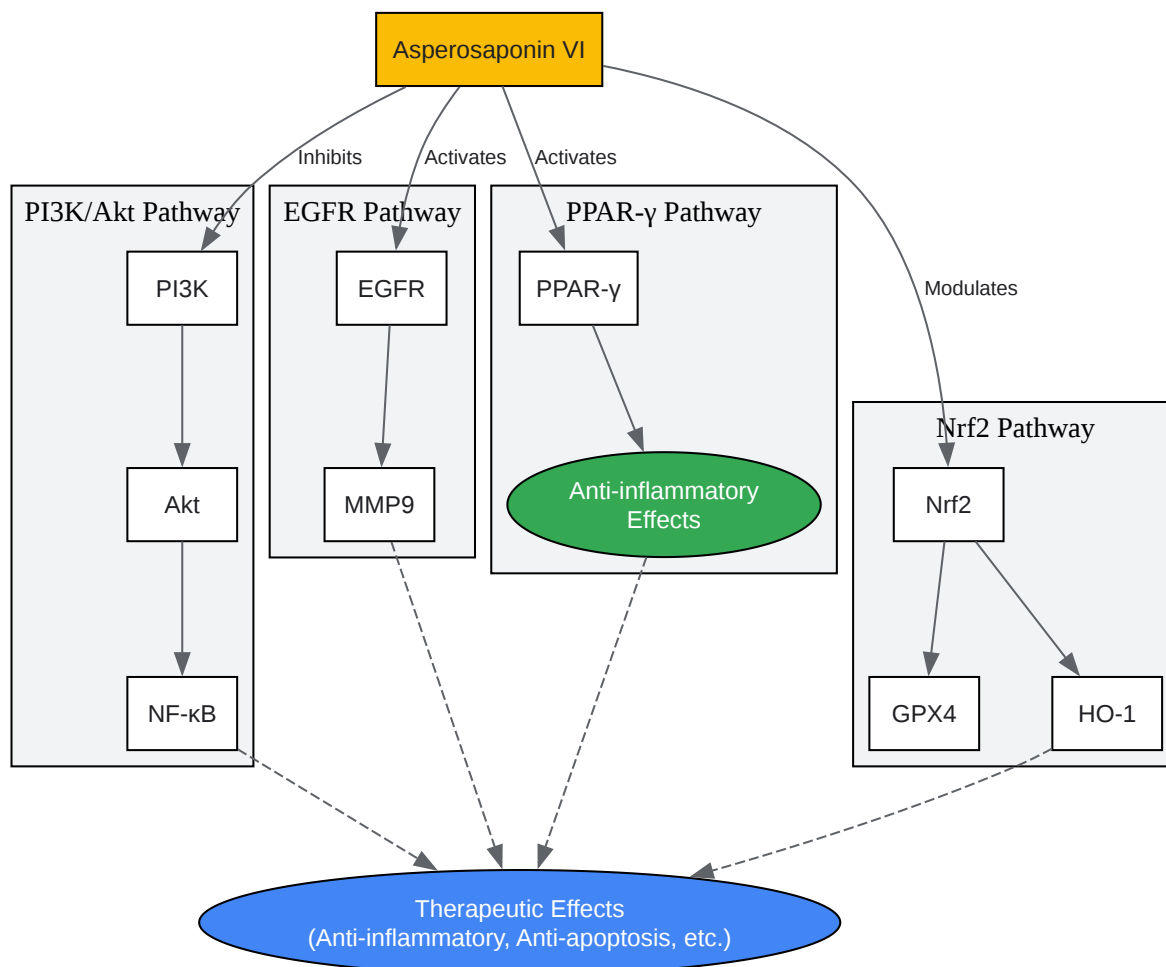 Asperosaponin VI
Inhibits
Activates
Activates
PI3K/Akt Pathway
EGFR Pathway
PPAR-γ Pathway
PI3K
EGFR
PPAR-γ
Modulates
Nrf2 Pathway
Akt
MMP9
Anti-inflammatory
Effects
Nrf2
NF-κB
GPX4
HO-1
Therapeutic Effects
(Anti-inflammatory, Anti-apoptosis, etc.)